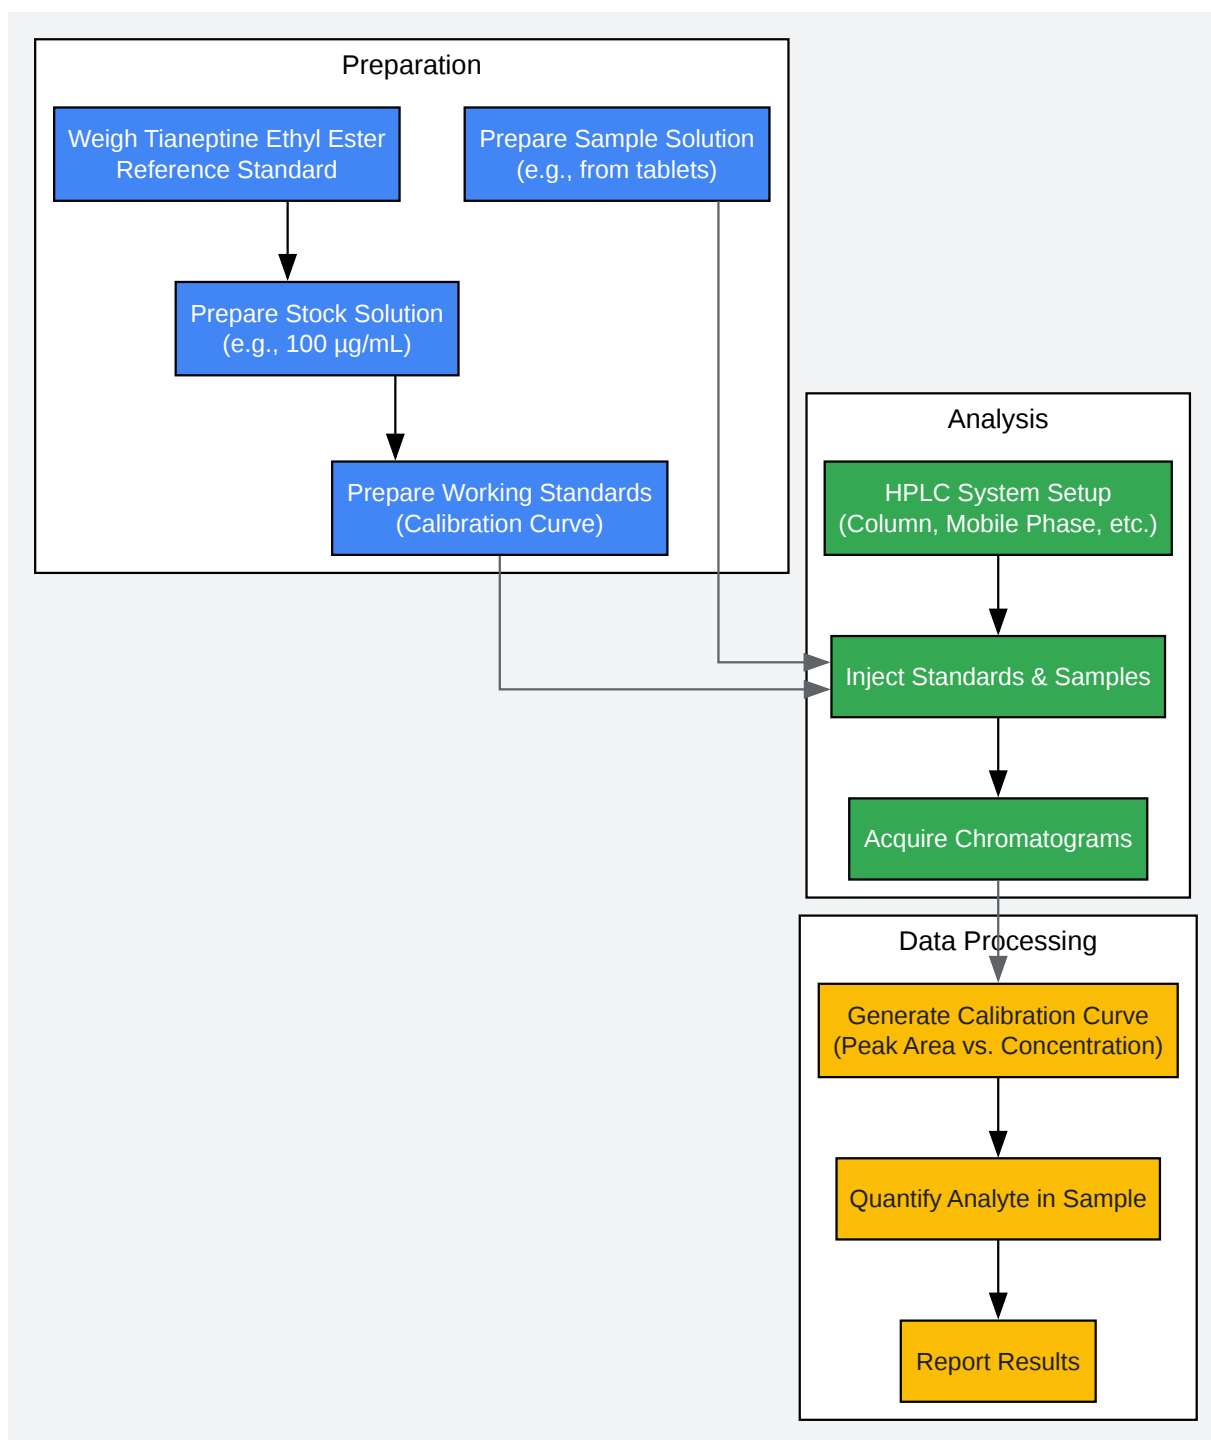 Preparation
Weigh Tianeptine Ethyl Ester
Reference Standard
Prepare Sample Solution
(e.g., from tablets)
Prepare Stock Solution
(e.g., 100 µg/mL)
Prepare Working Standards
(Calibration Curve)
Analysis
HPLC System Setup
(Column, Mobile Phase, etc.)
Inject Standards & Samples
Acquire Chromatograms
Data Processing
Generate Calibration Curve
(Peak Area vs. Concentration)
Quantify Analyte in Sample
Report Results